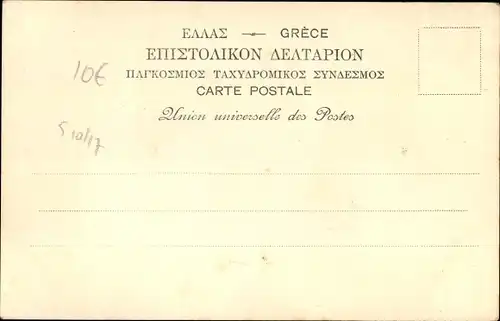 ΕΛΛΑΣ — GRÈCE
ΕΠΙΣΤΟΛΙΚΟΝ ΔΕΛΤΑΡΙΟΝ
ΠΑΓΚΟΣΜΙΟΣ ΤΑΧΥΔΡΟΜΙΚΟΣ ΣΥΝΔΕΣΜΟΣ
CARTE POSTALE
Union universelle des Postes
10€